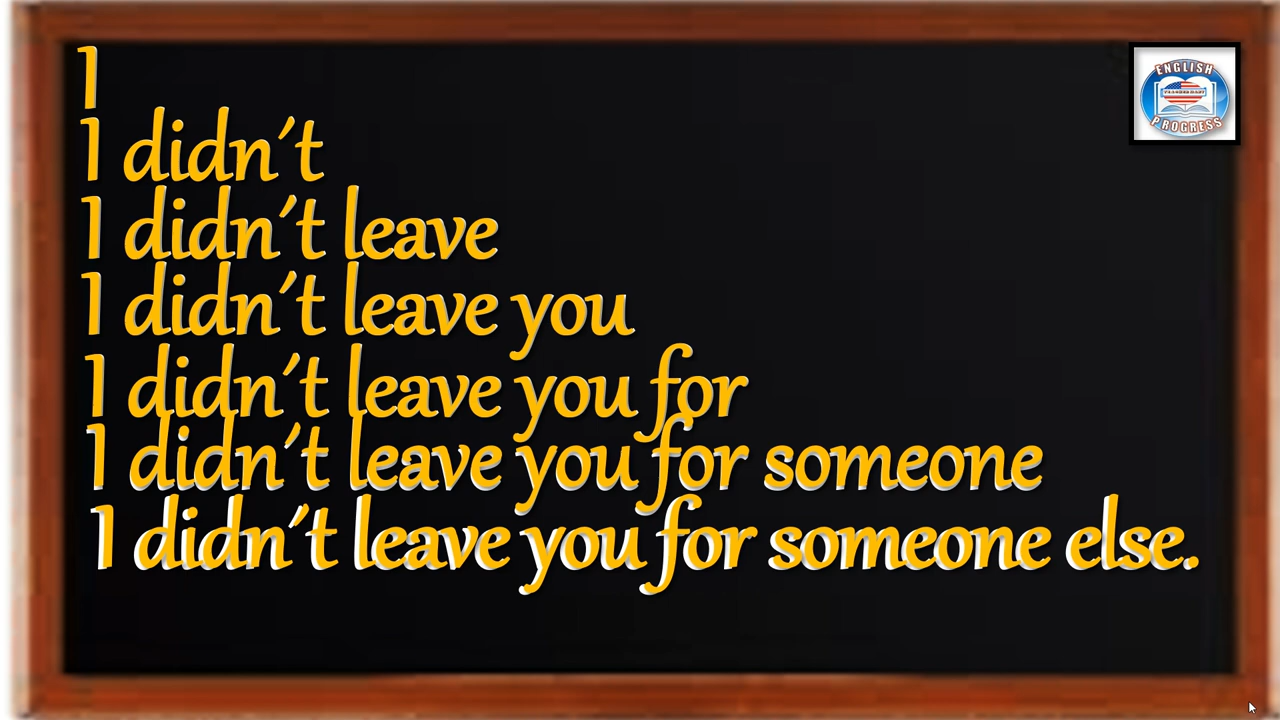 I
I didn´t
I didn´t leave
I didn´t leave you
I didn´t leave you for
I didn´t leave you for someone
I didn´t leave you for someone else.
ENGLISH
PROGRESS